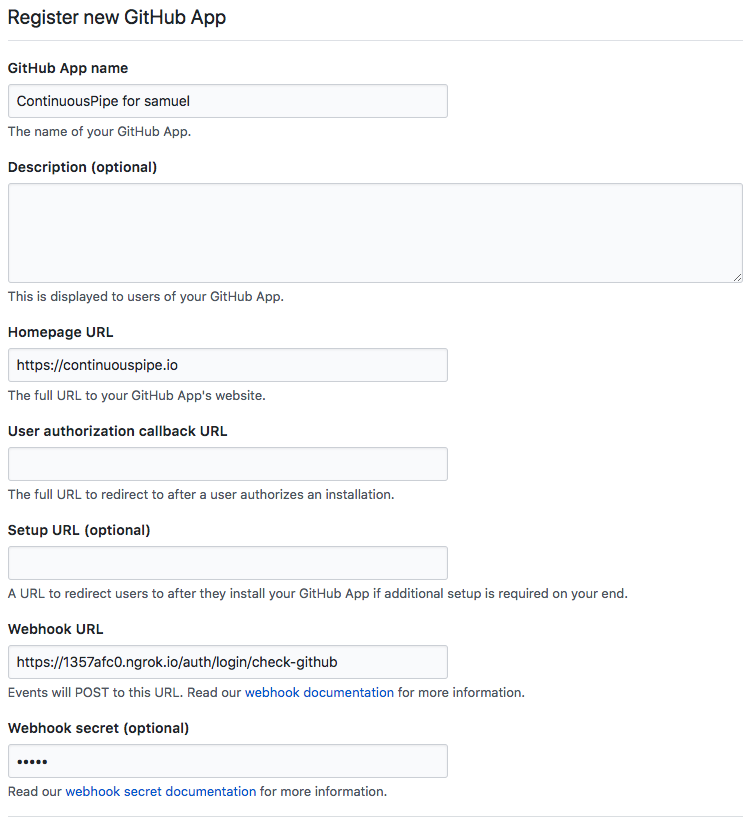 Register new GitHub App
GitHub App name
ContinuousPipe for samuel
The name of your GitHub App.
Description (optional)
This is displayed to users of your GitHub App.
Homepage URL
https://continuouspipe.io
The full URL to your GitHub App's website.
User authorization callback URL
The full URL to redirect to after a user authorizes an installation.
Setup URL (optional)
A URL to redirect users to after they install your GitHub App if additional setup is required on your end.
Webhook URL
https://1357afc0.ngrok.io/auth/login/check-github
Events will POST to this URL. Read our webhook documentation for more information.
Webhook secret (optional)
•••••
Read our webhook secret documentation for more information.